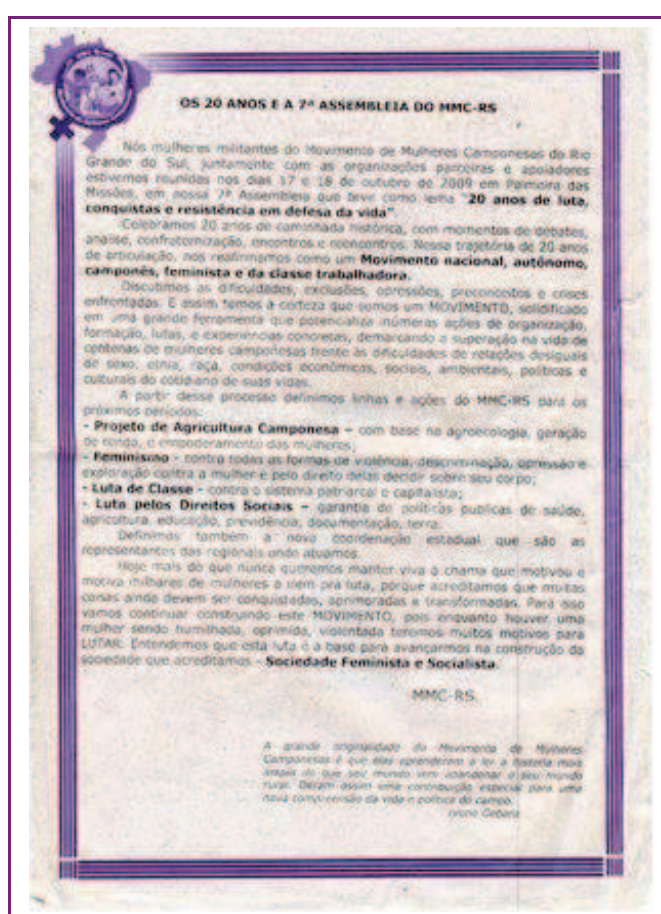 OS 20 ANOS E A 7ª ASSEMBLEIA DO MMC-RS
Nós mulheres militantes do Movimento de Mulheres Camponesas do Rio
Grande do Sul, juntamente com as organizações parceiras e apoiadores
estivemos reunidas nos dias 17 e 18 de outubro de 2009 em Palmeira das
Missões, em nossa 7ª Assembleia que teve como lema "20 anos de luta,
conquistas e resistência em defesa da vida".
Celebramos 20 anos de caminhada histórica, com momentos de debates,
análise, confraternização, encontros e reencontros. Nossa trajetória de 20 anos
de articulação, nos reafirmamos como um Movimento nacional, autônomo,
camponês, feminista e da classe trabalhadora.
Discutimos as dificuldades, exclusões, opressões, preconceitos e crises
enfrentadas. E assim temos a certeza que somos um MOVIMENTO, solidificado
em uma grande ferramenta que potencializa inúmeras ações de organização,
formação, lutas, e experiências concretas, demarcando a superação na vida de
centenas de mulheres camponesas frente as dificuldades de relações desiguais
de sexo, etnia, raça, condições econômicas, sociais, ambientais, políticas e
culturais do cotidiano de suas vidas.
A partir desse processo definimos linhas e ações do MMC-RS para os
próximos períodos:
- Projeto de Agricultura Camponesa – com base na agroecologia, geração
de renda, e empoderamento das mulheres;
- Feminismo - contra todas as formas de violência, descriminação, opressão e
exploração contra a mulher e pelo direito delas decidir sobre seu corpo;
- Luta de Classe - contra o sistema patriarcal e capitalista;
- Luta pelos Direitos Sociais – garantia de políticas publicas de saúde,
agricultura, educação, previdência, documentação, terra.
Definimos também a nova coordenação estadual que são as
representantes das regionais onde atuamos.
Hoje mais do que nunca queremos manter viva a chama que motivou e
motiva milhares de mulheres a irem pra luta, porque acreditamos que muitas
coisas ainda devem ser conquistadas, aprimoradas e transformadas. Para isso
vamos continuar construindo este MOVIMENTO, pois enquanto houver uma
mulher sendo humilhada, oprimida, violentada teremos muitos motivos para
LUTAR. Entendemos que esta luta é a base para avançarmos na construção da
sociedade que acreditamos - Sociedade Feminista e Socialista.
MMC-RS.
A grande originalidade do Movimento de Mulheres
Camponesas é que elas aprenderam a ler a história mais
ampla do que seu mundo sem abandonar o seu mundo
rural. Deram assim uma contribuição especial para uma
nova compreensão da vida e política do campo.
Ivone Gebara